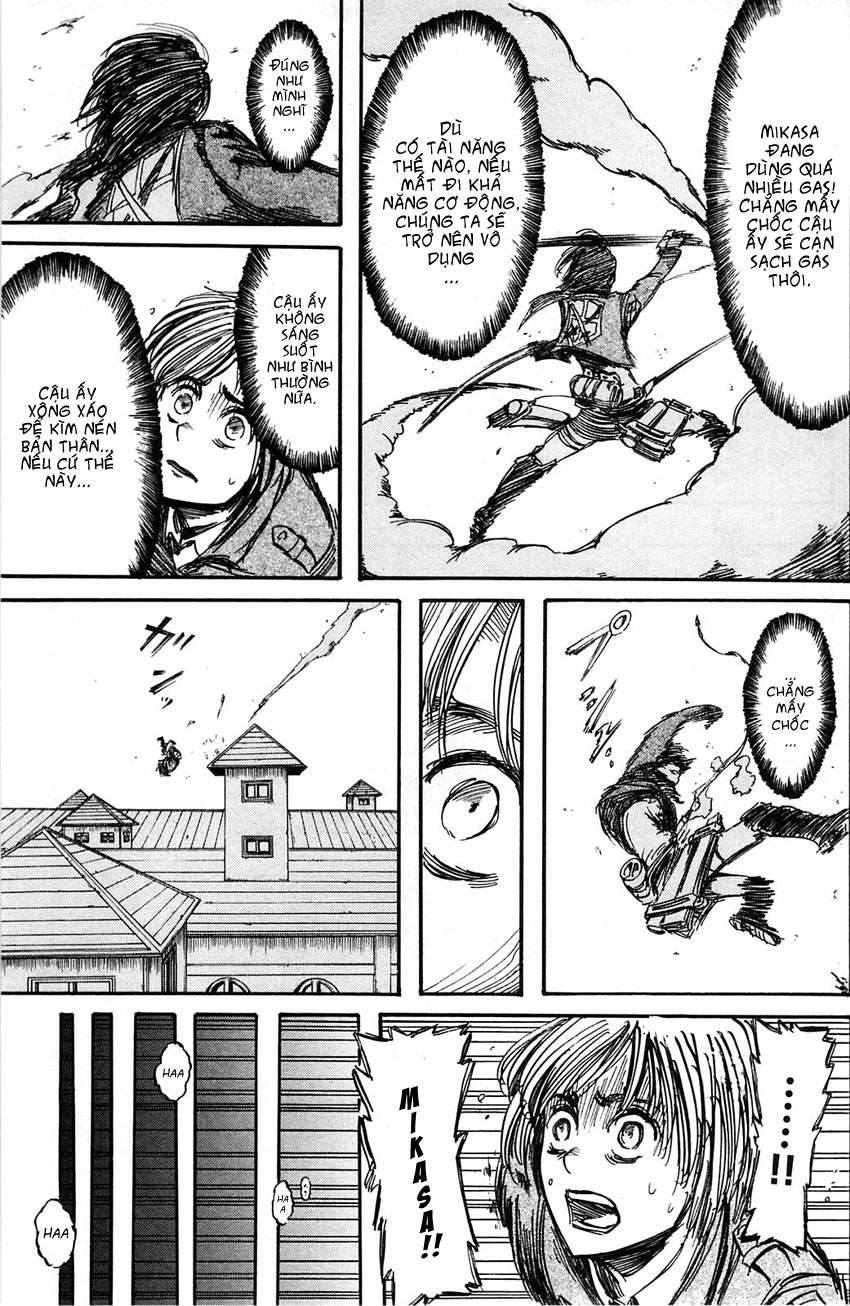 MIKASA
ĐANG
DÙNG QUÁ
NHIỀU GAS!
CHẲNG MẤY
CHỐC CẬU
ẤY SẼ CẠN
SẠCH GAS
THÔI.
DÙ
CÓ TÀI NĂNG
THẾ NÀO, NẾU
MẤT ĐI KHẢ
NĂNG CƠ ĐỘNG,
CHÚNG TA SẼ
TRỞ NÊN VÔ
DỤNG
...
ĐÚNG
NHƯ
MÌNH
NGHĨ
...
CẬU ẤY
KHÔNG
SÁNG
SUỐT
NHƯ BÌNH
THƯỜNG
NỮA.
CẬU ẤY
XÔNG XÁO
ĐỂ KÌM NÉN
BẢN THÂN...
NẾU CỨ THẾ
NÀY...
...
CHẲNG
MẤY
CHỐC
...
ガッ
......!!
MIKASA!!
HAA
HA
A
HAA